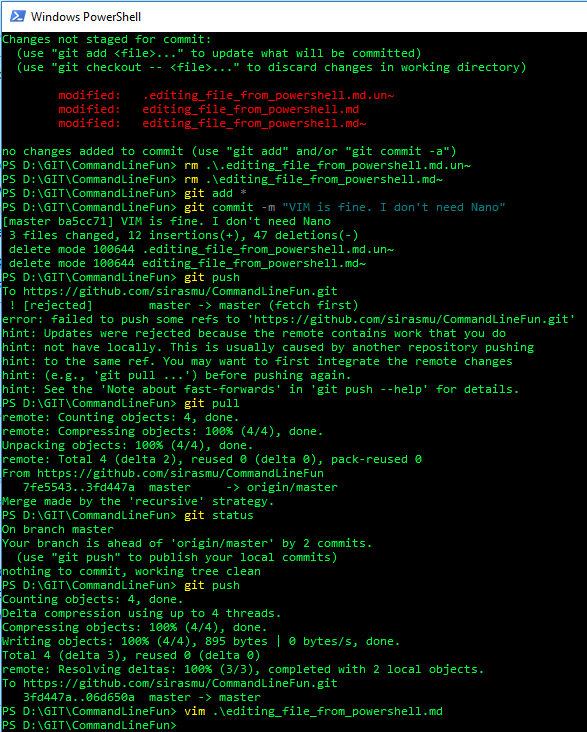 Windows PowerShell
Changes not staged for commit:
  (use "git add <file>..." to update what will be committed)
  (use "git checkout -- <file>..." to discard changes in working directory)
        modified:   .editing_file_from_powershell.md.un~
        modified:   editing_file_from_powershell.md
        modified:   editing_file_from_powershell.md~
no changes added to commit (use "git add" and/or "git commit -a")
PS D:\GIT\CommandLineFun> rm .\.editing_file_from_powershell.md.un~
PS D:\GIT\CommandLineFun> rm .\editing_file_from_powershell.md~
PS D:\GIT\CommandLineFun> git add *
PS D:\GIT\CommandLineFun> git commit -m "VIM is fine. I don't need Nano"
[master ba5cc71] VIM is fine. I don't need Nano
 3 files changed, 12 insertions(+), 47 deletions(-)
 delete mode 100644 .editing_file_from_powershell.md.un~
 delete mode 100644 editing_file_from_powershell.md~
PS D:\GIT\CommandLineFun> git push
To https://github.com/sirasmu/CommandLineFun.git
 ! [rejected]        master -> master (fetch first)
error: failed to push some refs to 'https://github.com/sirasmu/CommandLineFun.git'
hint: Updates were rejected because the remote contains work that you do
hint: not have locally. This is usually caused by another repository pushing
hint: to the same ref. You may want to first integrate the remote changes
hint: (e.g., 'git pull ...') before pushing again.
hint: See the 'Note about fast-forwards' in 'git push --help' for details.
PS D:\GIT\CommandLineFun> git pull
remote: Counting objects: 4, done.
remote: Compressing objects: 100% (4/4), done.
Unpacking objects: 100% (4/4), done.
remote: Total 4 (delta 2), reused 0 (delta 0), pack-reused 0
From https://github.com/sirasmu/CommandLineFun
   7fe5543..3fd447a  master     -> origin/master
Merge made by the 'recursive' strategy.
PS D:\GIT\CommandLineFun> git status
On branch master
Your branch is ahead of 'origin/master' by 2 commits.
  (use "git push" to publish your local commits)
nothing to commit, working tree clean
PS D:\GIT\CommandLineFun> git push
Counting objects: 4, done.
Delta compression using up to 4 threads.
Compressing objects: 100% (4/4), done.
Writing objects: 100% (4/4), 895 bytes | 0 bytes/s, done.
Total 4 (delta 3), reused 0 (delta 0)
remote: Resolving deltas: 100% (3/3), completed with 2 local objects.
To https://github.com/sirasmu/CommandLineFun.git
   3fd447a..06d650a  master -> master
PS D:\GIT\CommandLineFun> vim .\editing_file_from_powershell.md
PS D:\GIT\CommandLineFun>